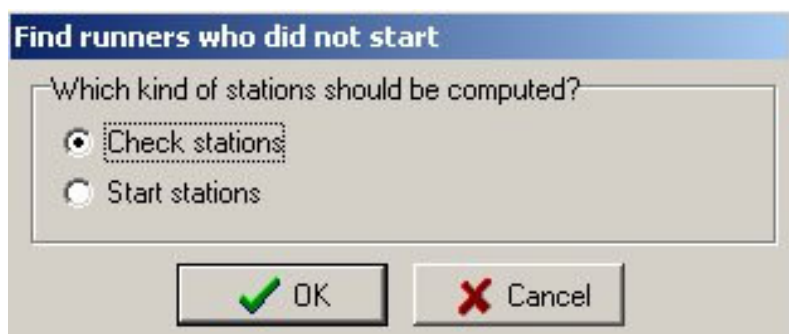 Find runners who did not start
Which kind of stations should be computed?
Check stations
Start stations
OK
Cancel